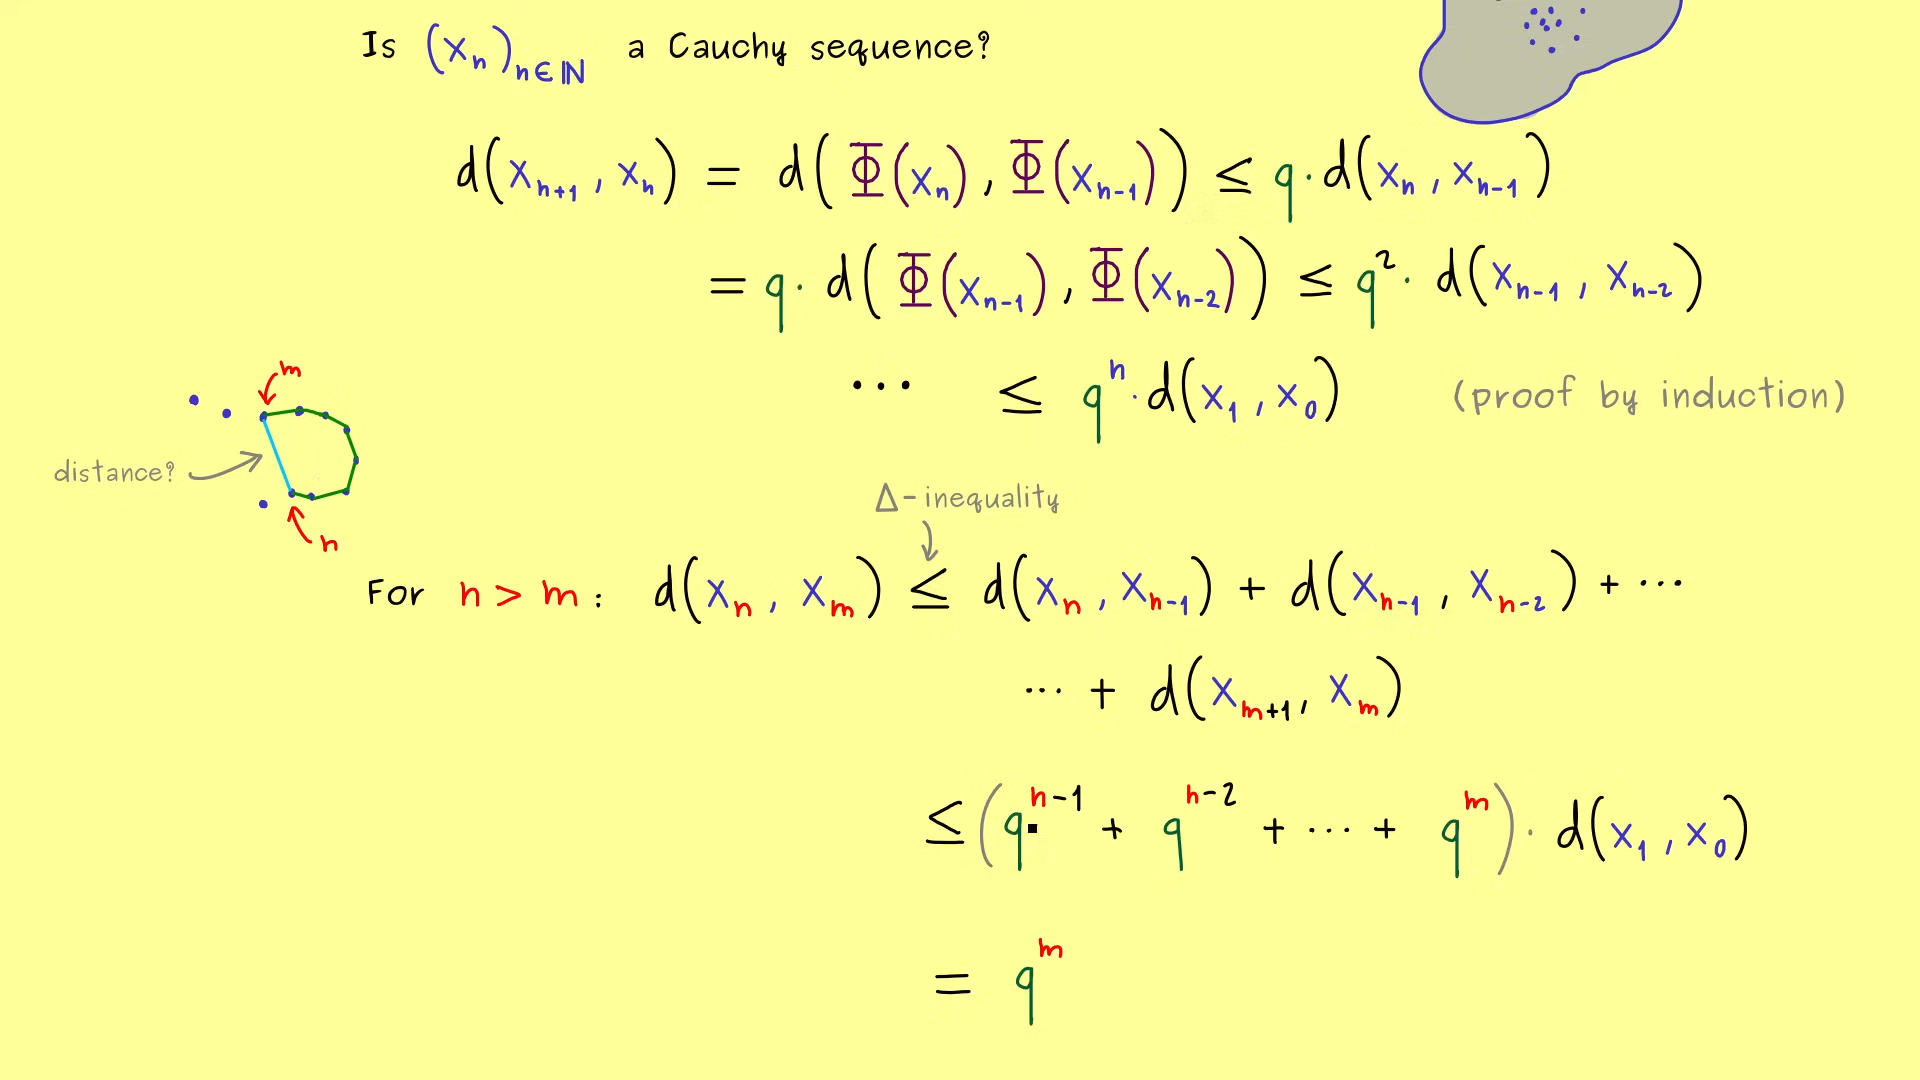 Is (xₙ)ₙ∈ℕ a Cauchy sequence?
d(xₙ₊₁, xₙ) = d(Φ(xₙ), Φ(xₙ₋₁)) ≤ q · d(xₙ, xₙ₋₁)
= q · d(Φ(xₙ₋₁), Φ(xₙ₋₂)) ≤ q² · d(xₙ₋₁, xₙ₋₂)
m
⋯ ≤ qⁿ · d(x₁, x₀) (proof by induction)
distance?
n
Δ-inequality
For n > m: d(xₙ, xₘ) ≤ d(xₙ, xₙ₋₁) + d(xₙ₋₁, xₙ₋₂) + ⋯
⋯ + d(xₘ₊₁, xₘ)
≤ (qⁿ⁻¹ + qⁿ⁻² + ⋯ + qᵐ) · d(x₁, x₀)
= qᵐ